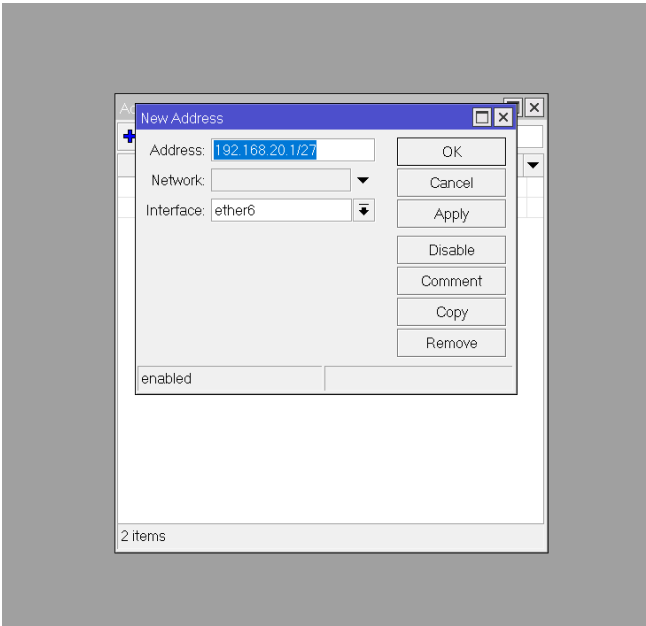 New Address
Address: 192.168.20.1/27
OK
Network:
Cancel
Interface: ether6
Apply
Disable
Comment
Copy
Remove
enabled
2 items